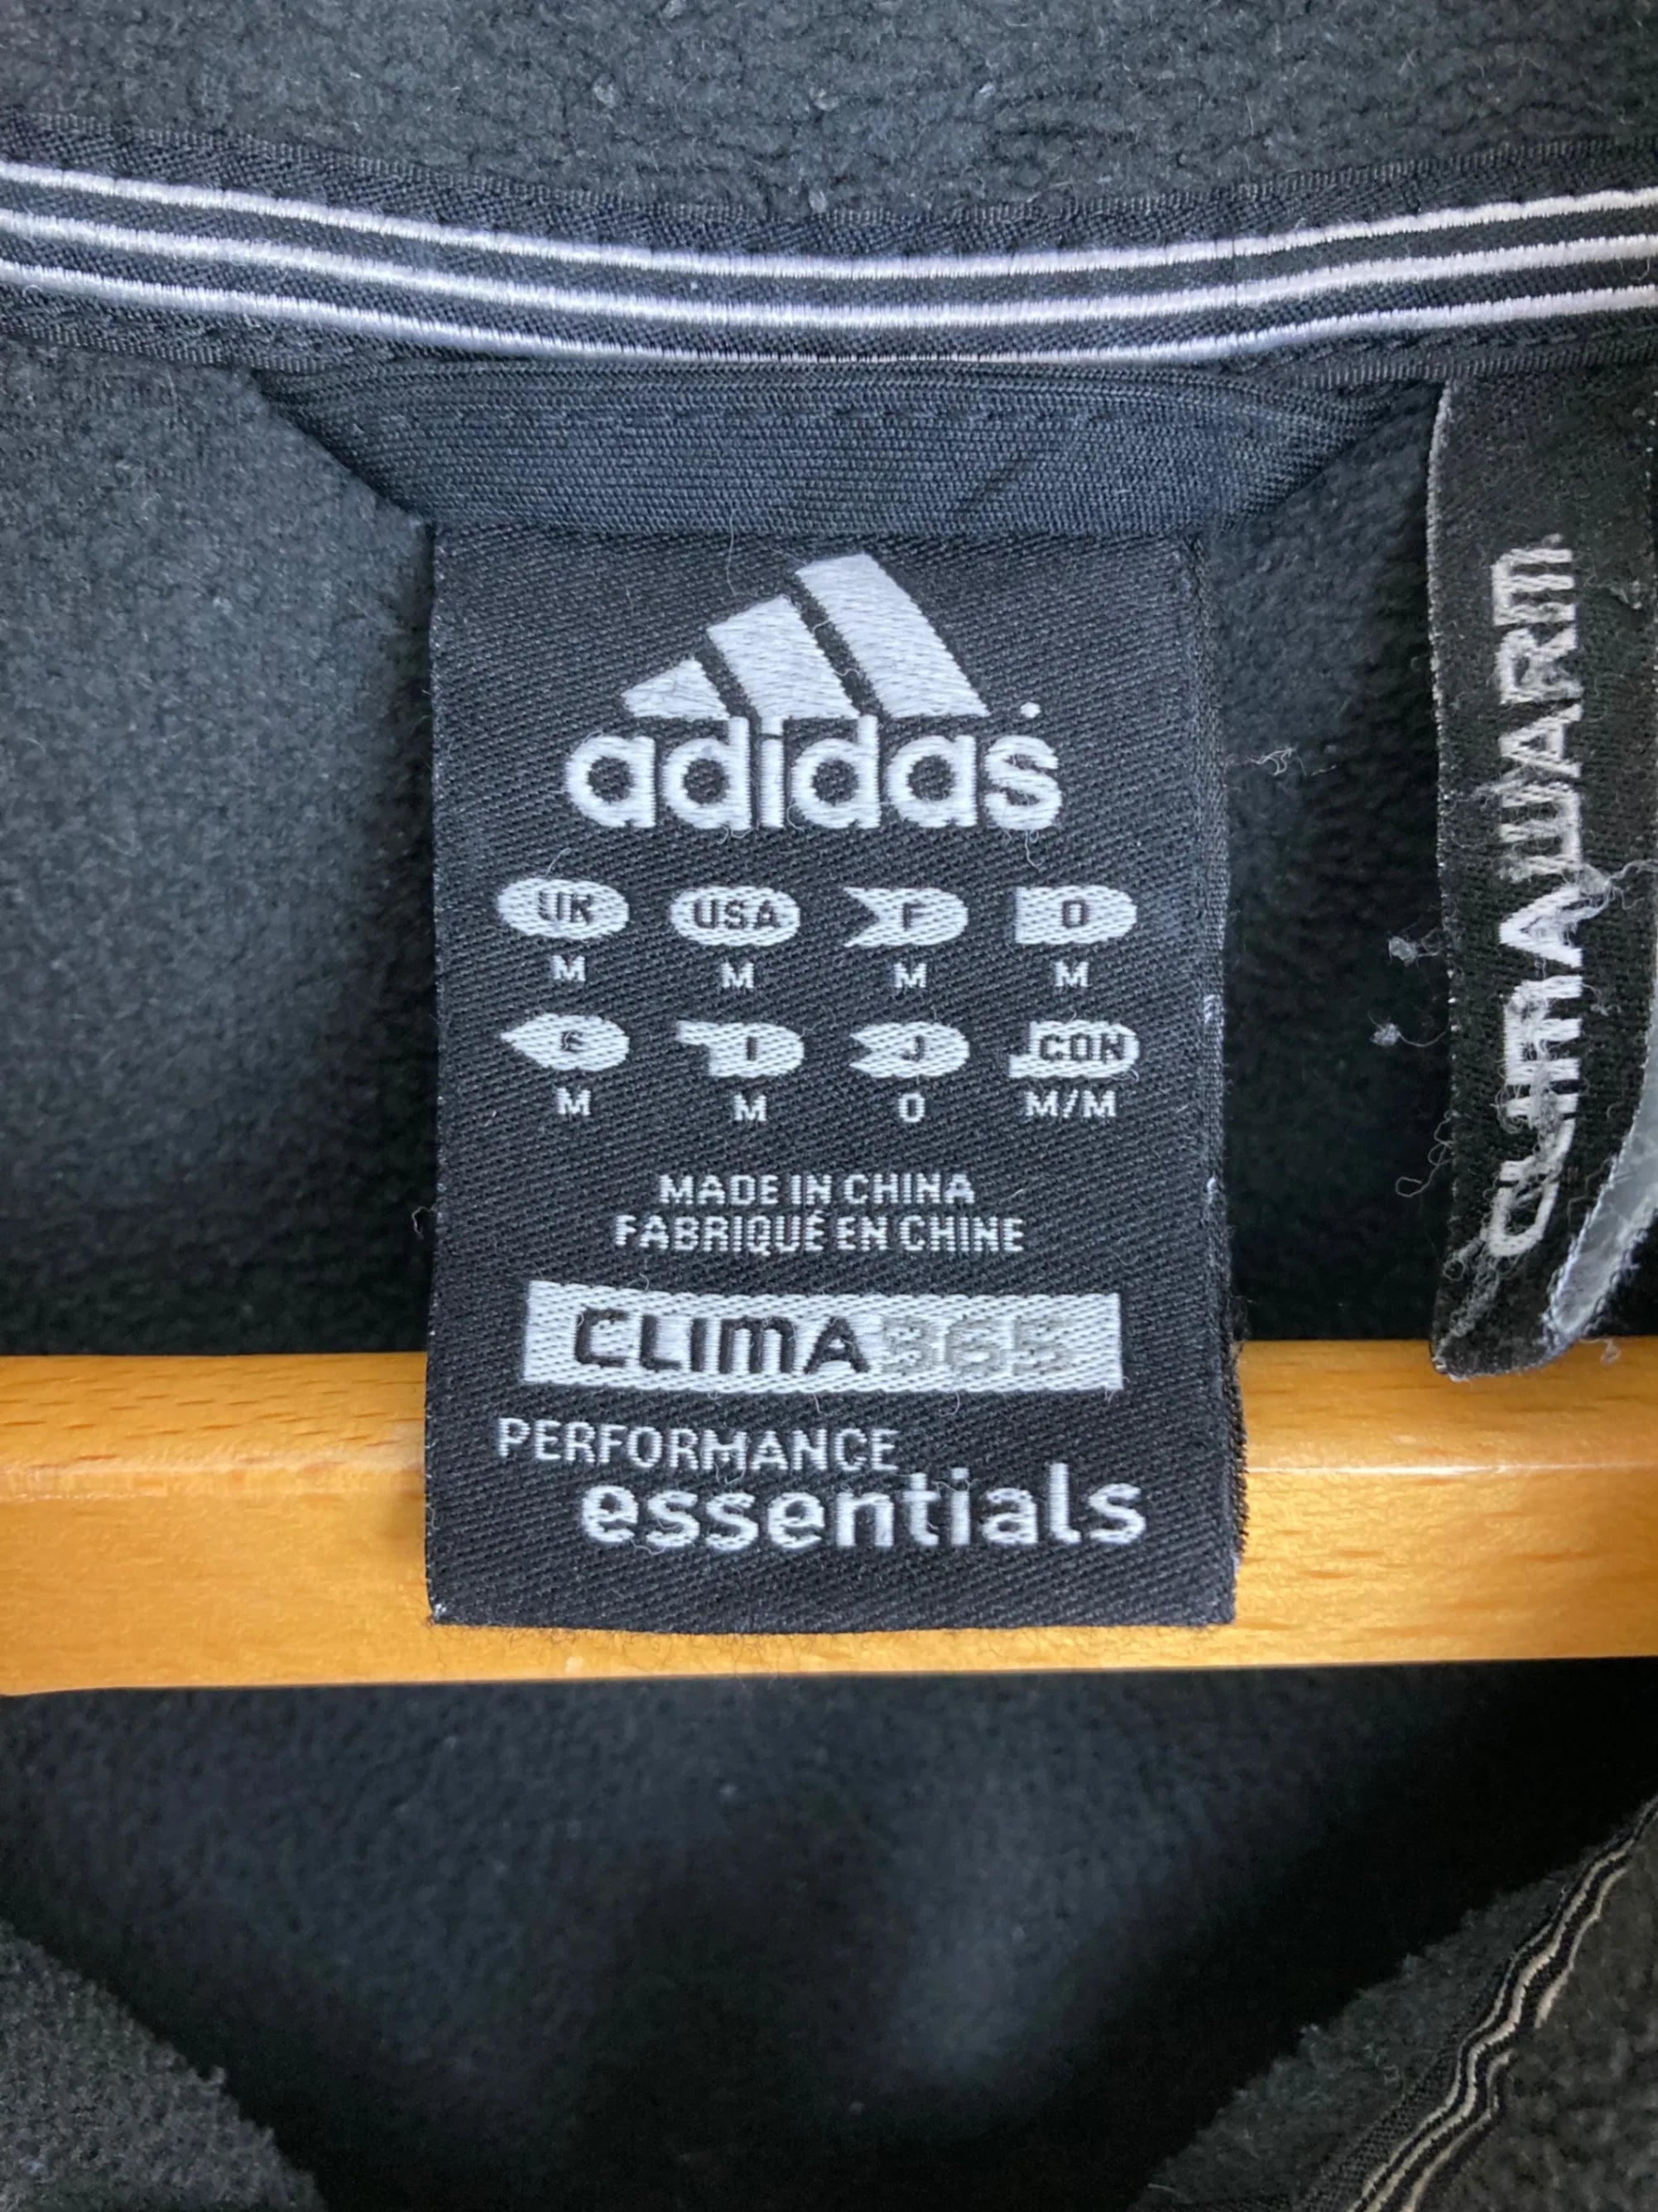 adidas
UK USA F D
M M M M
G I J CON
M M O M/M
MADE IN CHINA
FABRIQUÉ EN CHINE
CLIMA365
PERFORMANCE
essentials
CLIMAWARM